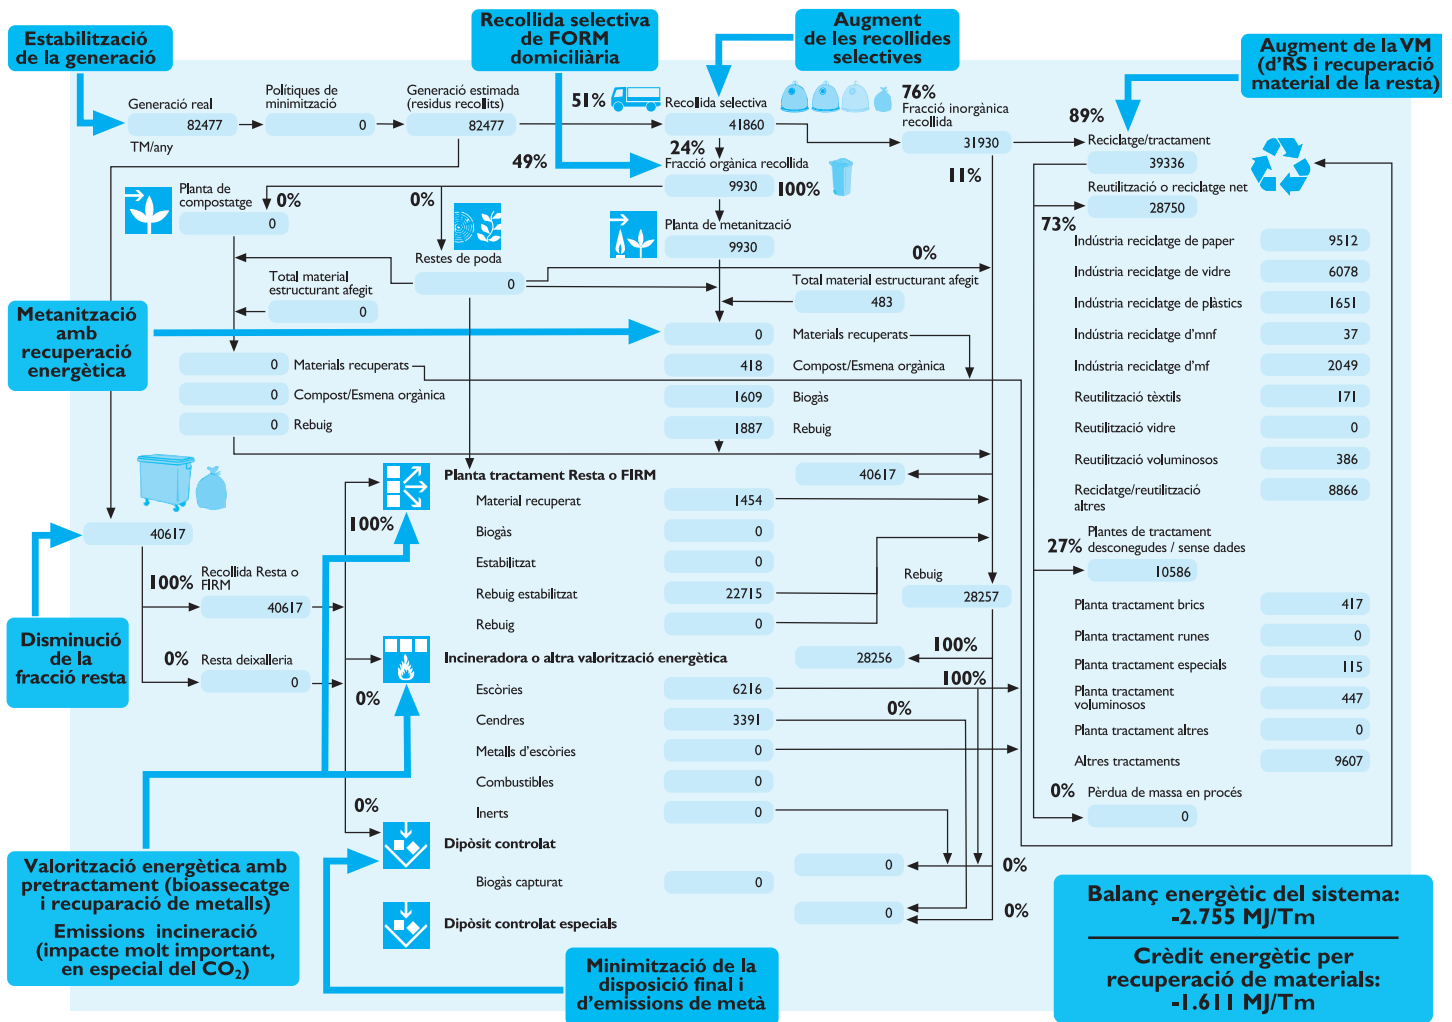 Estabilització
de la generació
Recollida selectiva
de FORM
domiciliària
Augment
de les recollides
selectives
Augment de la VM
(d'RS i recuperació
material de la resta)
Generació real
82477
TM/any
Polítiques de
minimització
0
Generació estimada
(residus recollits)
82477
51%
Recollida selectiva
41860
76%
Fracció inorgànica
recollida
31930
89%
Reciclatge/tractament
39336
49%
24%
Fracció orgànica recollida
9930
100%
11%
Reutilització o reciclatge net
28750
73%
Planta de
compostatge
0%
0
0%
Restes de poda
0
Planta de metanització
9930
0%
Total material
estructurant afegit
0
Total material estructurant afegit
483
Metanització
amb
recuperació
energètica
0 Materials recuperats
0 Compost/Esmena orgànica
0 Rebuig
0 Materials recuperats
418 Compost/Esmena orgànica
1609 Biogàs
1887 Rebuig
Indústria reciclatge de paper 9512
Indústria reciclatge de vidre 6078
Indústria reciclatge de plàstics 1651
Indústria reciclatge d'mnf 37
Indústria reciclatge d'mf 2049
Reutilització tèxtils 171
Reutilització vidre 0
Reutilització voluminosos 386
Reciclatge/reutilització
altres
8866
27%
Plantes de tractament
desconegudes / sense dades
10586
Planta tractament brics 417
Planta tractament runes 0
Planta tractament especials 115
Planta tractament
voluminosos
447
Planta tractament altres 0
Altres tractaments 9607
0% Pèrdua de massa en procés
0
40617
100%
Recollida Resta o
FIRM
40617
0% Resta deixalleria
0
Disminució
de la
fracció resta
100%
Planta tractament Resta o FIRM
40617
Material recuperat 1454
Biogàs 0
Estabilitzat 0
Rebuig estabilitzat 22715
Rebuig 0
Rebuig
28257
0%
Incineradora o altra valorització energètica
28256
100%
Escòries 6216
100%
Cendres 3391
0%
Metalls d'escòries 0
Combustibles 0
Inerts 0
0%
Dipòsit controlat
0
0%
Biogàs capturat 0
Dipòsit controlat especials
0
0%
Valorització energètica amb
pretractament (bioassecatge
i recuparació de metalls)
Emissions incineració
(impacte molt important,
en especial del CO₂)
Minimització de la
disposició final i
d'emissions de metà
Balanç energètic del sistema:
-2.755 MJ/Tm
Crèdit energètic per
recuperació de materials:
-1.611 MJ/Tm